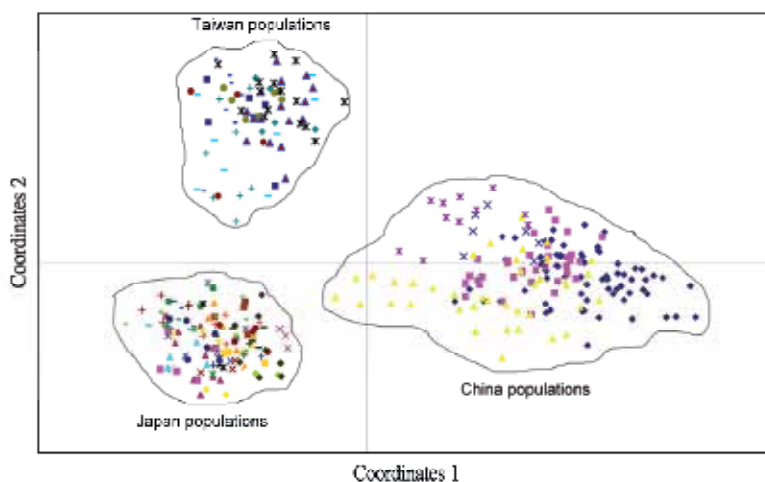 Taiwan populations
Coordinates 2
China populations
Japan populations
Coordinates 1